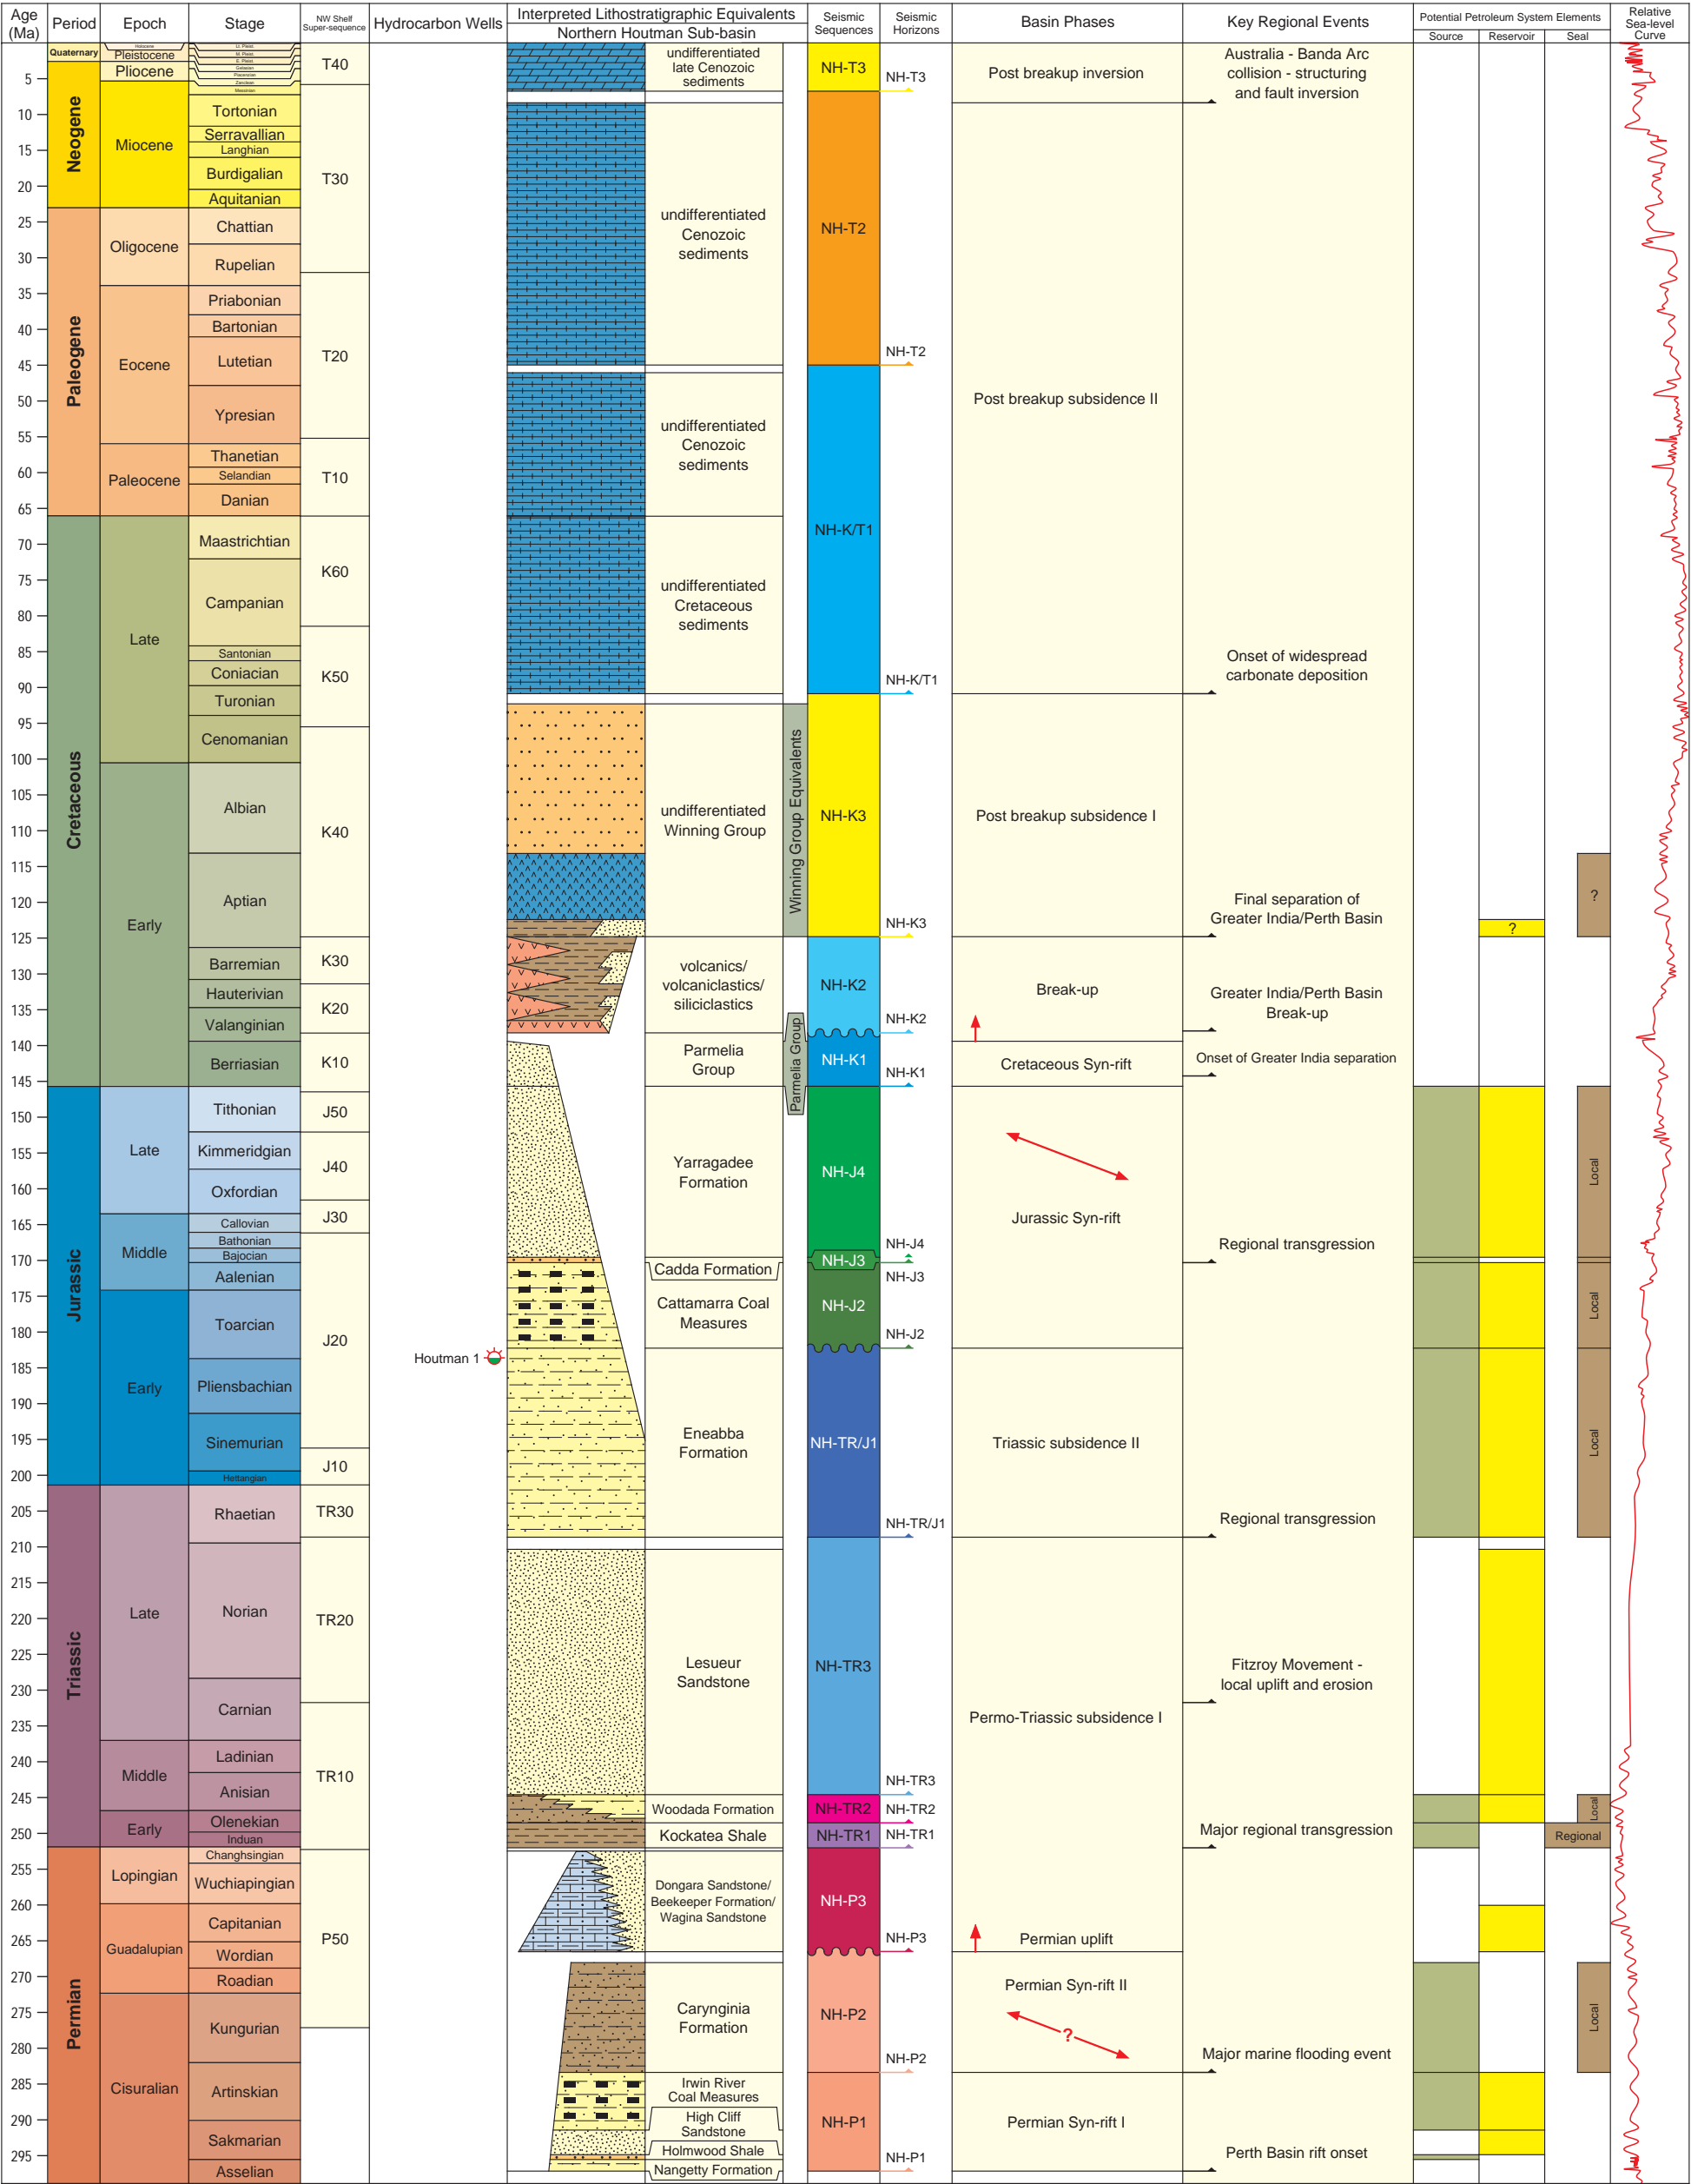 Age
(Ma)
Period
Epoch
Stage
NW Shelf
Super-sequence
Hydrocarbon Wells
Interpreted Lithostratigraphic Equivalents
Northern Houtman Sub-basin
Seismic
Sequences
Seismic
Horizons
Basin Phases
Key Regional Events
Potential Petroleum System Elements
Source
Reservoir
Seal
Relative
Sea-level
Curve
5
10
15
20
25
30
35
40
45
50
55
60
65
70
75
80
85
90
95
100
105
110
115
120
125
130
135
140
145
150
155
160
165
170
175
180
185
190
195
200
205
210
215
220
225
230
235
240
245
250
255
260
265
270
275
280
285
290
295
Quaternary
Neogene
Paleogene
Cretaceous
Jurassic
Triassic
Permian
Holocene
Pleistocene
Pliocene
Miocene
Oligocene
Eocene
Paleocene
Late
Early
Late
Middle
Early
Late
Middle
Early
Lopingian
Guadalupian
Cisuralian
Lt. Pleist.
M. Pleist.
E. Pleist.
Gelasian
Piacenzian
Zanclean
Messinian
Tortonian
Serravallian
Langhian
Burdigalian
Aquitanian
Chattian
Rupelian
Priabonian
Bartonian
Lutetian
Ypresian
Thanetian
Selandian
Danian
Maastrichtian
Campanian
Santonian
Coniacian
Turonian
Cenomanian
Albian
Aptian
Barremian
Hauterivian
Valanginian
Berriasian
Tithonian
Kimmeridgian
Oxfordian
Callovian
Bathonian
Bajocian
Aalenian
Toarcian
Pliensbachian
Sinemurian
Hettangian
Rhaetian
Norian
Carnian
Ladinian
Anisian
Olenekian
Induan
Changhsingian
Wuchiapingian
Capitanian
Wordian
Roadian
Kungurian
Artinskian
Sakmarian
Asselian
T40
T30
T20
T10
K60
K50
K40
K30
K20
K10
J50
J40
J30
J20
J10
TR30
TR20
TR10
P50
Houtman 1
undifferentiated
late Cenozoic
sediments
undifferentiated
Cenozoic
sediments
undifferentiated
Cenozoic
sediments
undifferentiated
Cretaceous
sediments
undifferentiated
Winning Group
volcanics/
volcaniclastics/
siliciclastics
Parmelia
Group
Yarragadee
Formation
Cadda Formation
Cattamarra Coal
Measures
Eneabba
Formation
Lesueur
Sandstone
Woodada Formation
Kockatea Shale
Dongara Sandstone/
Beekeeper Formation/
Wagina Sandstone
Carynginia
Formation
Irwin River
Coal Measures
High Cliff
Sandstone
Holmwood Shale
Nangetty Formation
Winning Group Equivalents
Parmelia Group
NH-T3
NH-T2
NH-K/T1
NH-K3
NH-K2
NH-K1
NH-J4
NH-J3
NH-J2
NH-TR/J1
NH-TR3
NH-TR2
NH-TR1
NH-P3
NH-P2
NH-P1
NH-T3
NH-T2
NH-K/T1
NH-K3
NH-K2
NH-K1
NH-J4
NH-J3
NH-J2
NH-TR/J1
NH-TR3
NH-TR2
NH-TR1
NH-P3
NH-P2
NH-P1
Post breakup inversion
Post breakup subsidence II
Post breakup subsidence I
Break-up
Cretaceous Syn-rift
Jurassic Syn-rift
Triassic subsidence II
Permo-Triassic subsidence I
Permian uplift
Permian Syn-rift II
?
Permian Syn-rift I
Australia - Banda Arc
collision - structuring
and fault inversion
Onset of widespread
carbonate deposition
Final separation of
Greater India/Perth Basin
Greater India/Perth Basin
Break-up
Onset of Greater India separation
Regional transgression
Regional transgression
Fitzroy Movement -
local uplift and erosion
Major regional transgression
Major marine flooding event
Perth Basin rift onset
?
?
Local
Local
Local
Local
Regional
Local